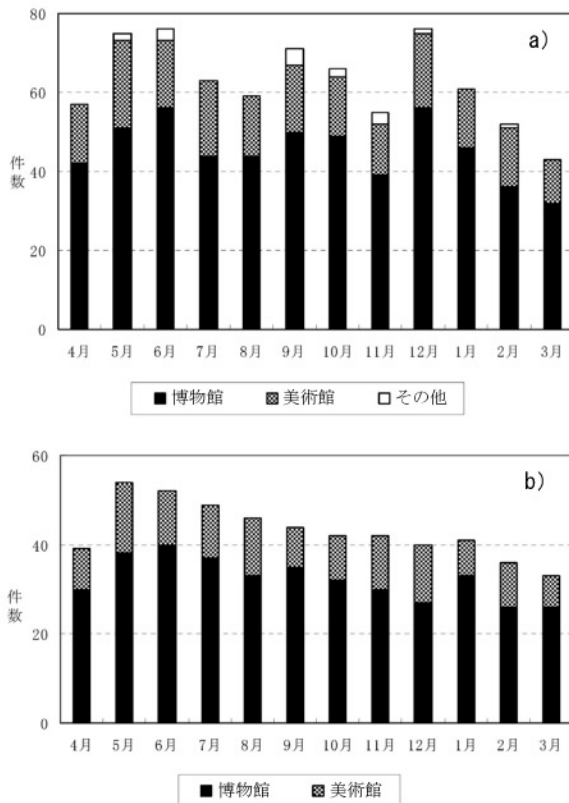 a)
80
60
40
20
0
件数
4月 5月 6月 7月 8月 9月 10月 11月 12月 1月 2月 3月
博物館 美術館 その他
b)
60
40
20
0
件数
4月 5月 6月 7月 8月 9月 10月 11月 12月 1月 2月 3月
博物館 美術館